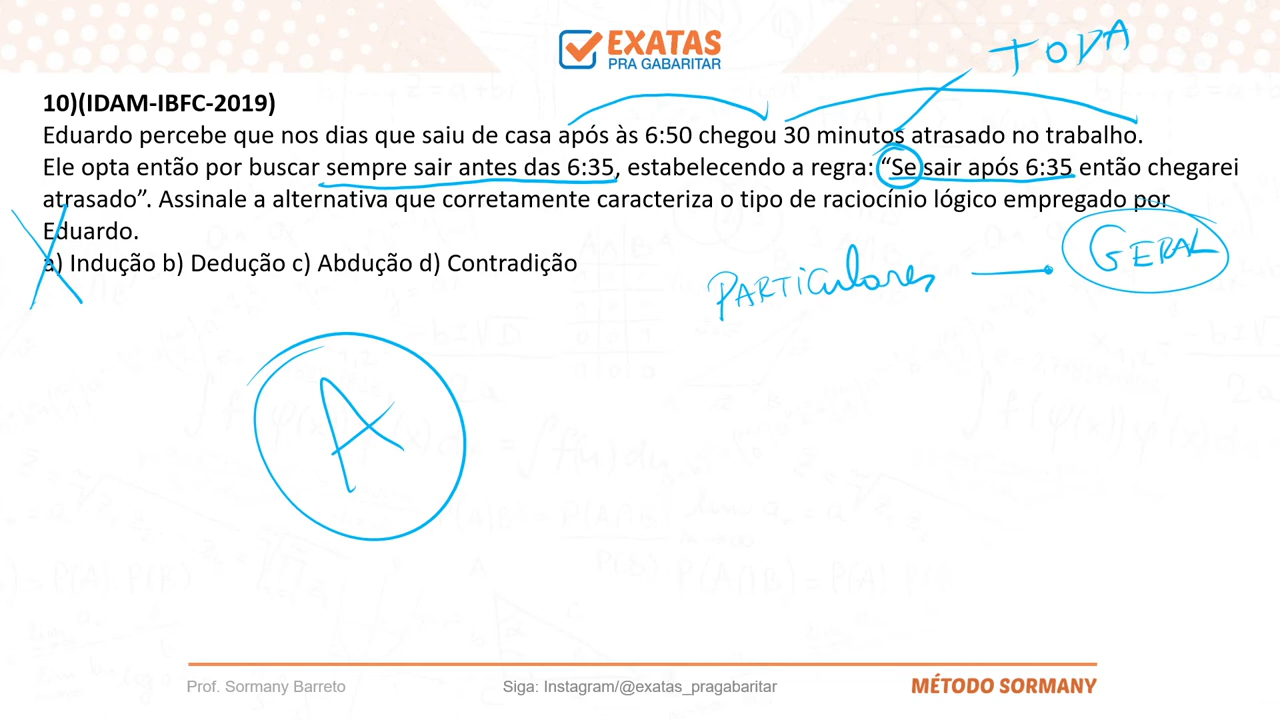 EXATAS
PRA GABARITAR
TODA
10)(IDAM-IBFC-2019)
Eduardo percebe que nos dias que saiu de casa após às 6:50 chegou 30 minutos atrasado no trabalho.
Ele opta então por buscar sempre sair antes das 6:35, estabelecendo a regra: “Se sair após 6:35 então chegarei
atrasado”. Assinale a alternativa que corretamente caracteriza o tipo de raciocínio lógico empregado por
Eduardo.
a) Indução b) Dedução c) Abdução d) Contradição
PARTICULARES
GERAL
A
Prof. Sormany Barreto
Siga: Instagram/@exatas_pragabaritar
MÉTODO SORMANY